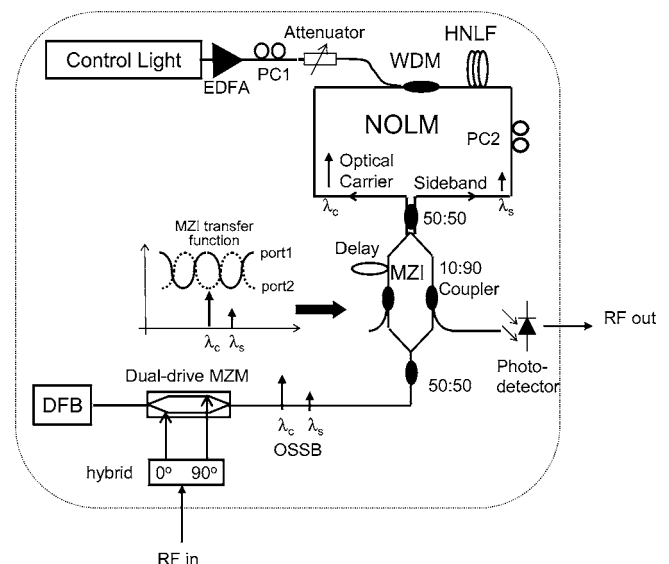 Control Light
EDFA
PC1
Attenuator
WDM
HNLF
NOLM
PC2
Optical
Carrier
Sideband
λc
λs
50:50
MZI transfer
function
port1
port2
λc
λs
Delay
MZI
10:90
Coupler
RF out
Photo-
detector
50:50
Dual-drive MZM
DFB
λc
λs
OSSB
hybrid
0º 90º
RF in